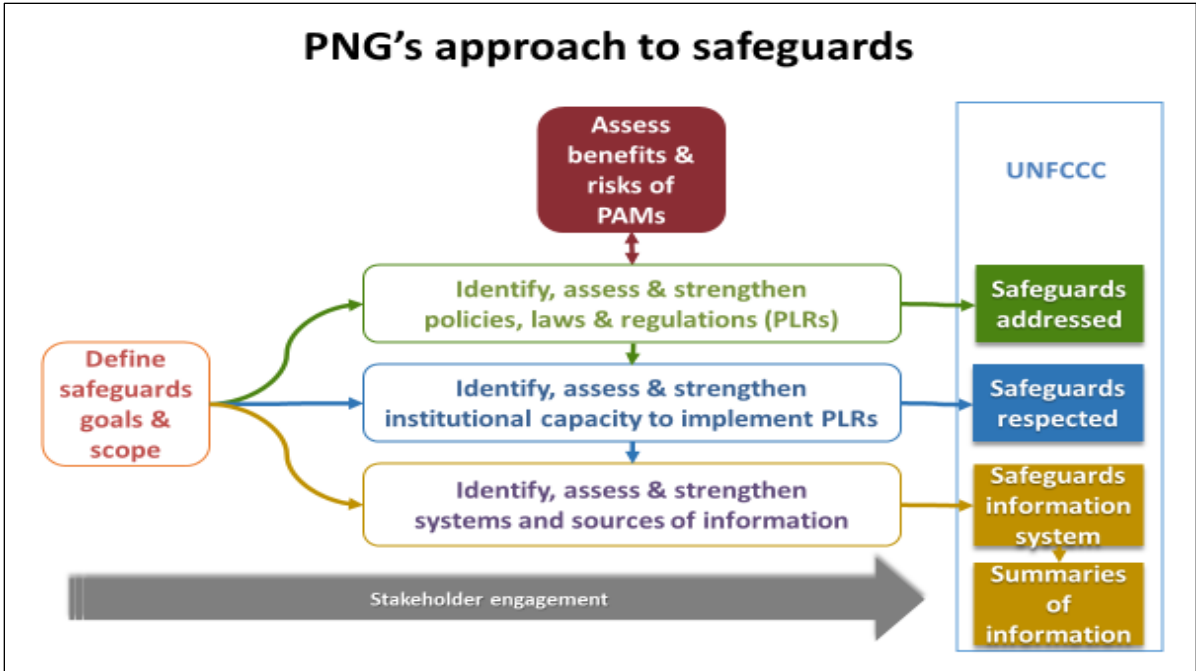 PNG's approach to safeguards
Assess
benefits &
risks of
PAMs
UNFCCC
Identify, assess & strengthen
policies, laws & regulations (PLRs)
Safeguards
addressed
Define
safeguards
goals &
scope
Identify, assess & strengthen
institutional capacity to implement PLRs
Safeguards
respected
Identify, assess & strengthen
systems and sources of information
Safeguards
information
system
Stakeholder engagement
Summaries
of
information